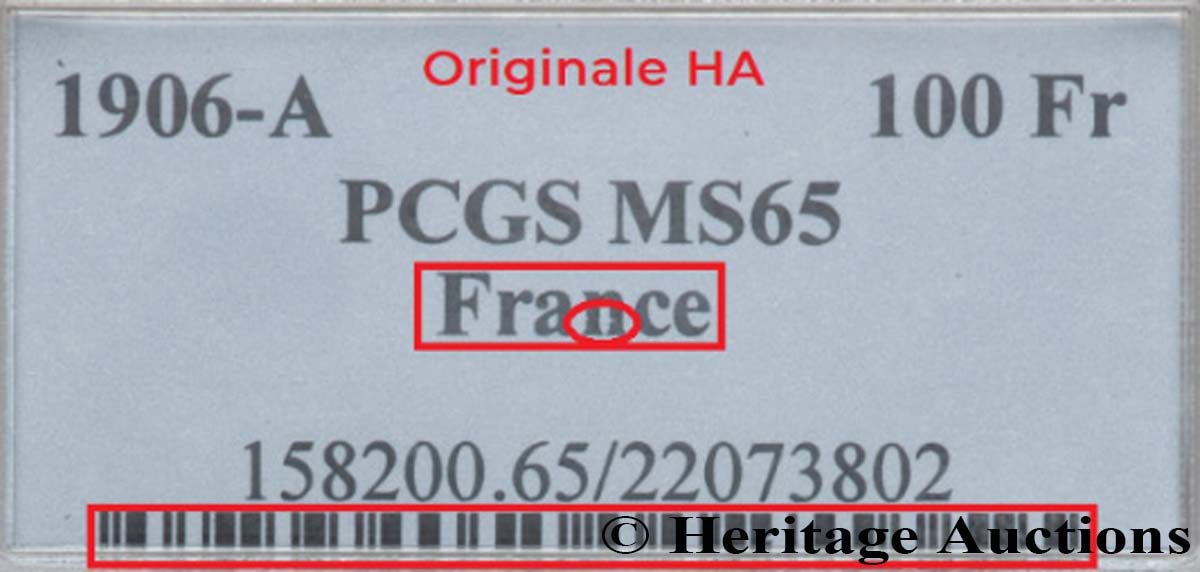 Originale HA
1906-A 100 Fr
PCGS MS65
France
158200.65/22073802
© Heritage Auctions